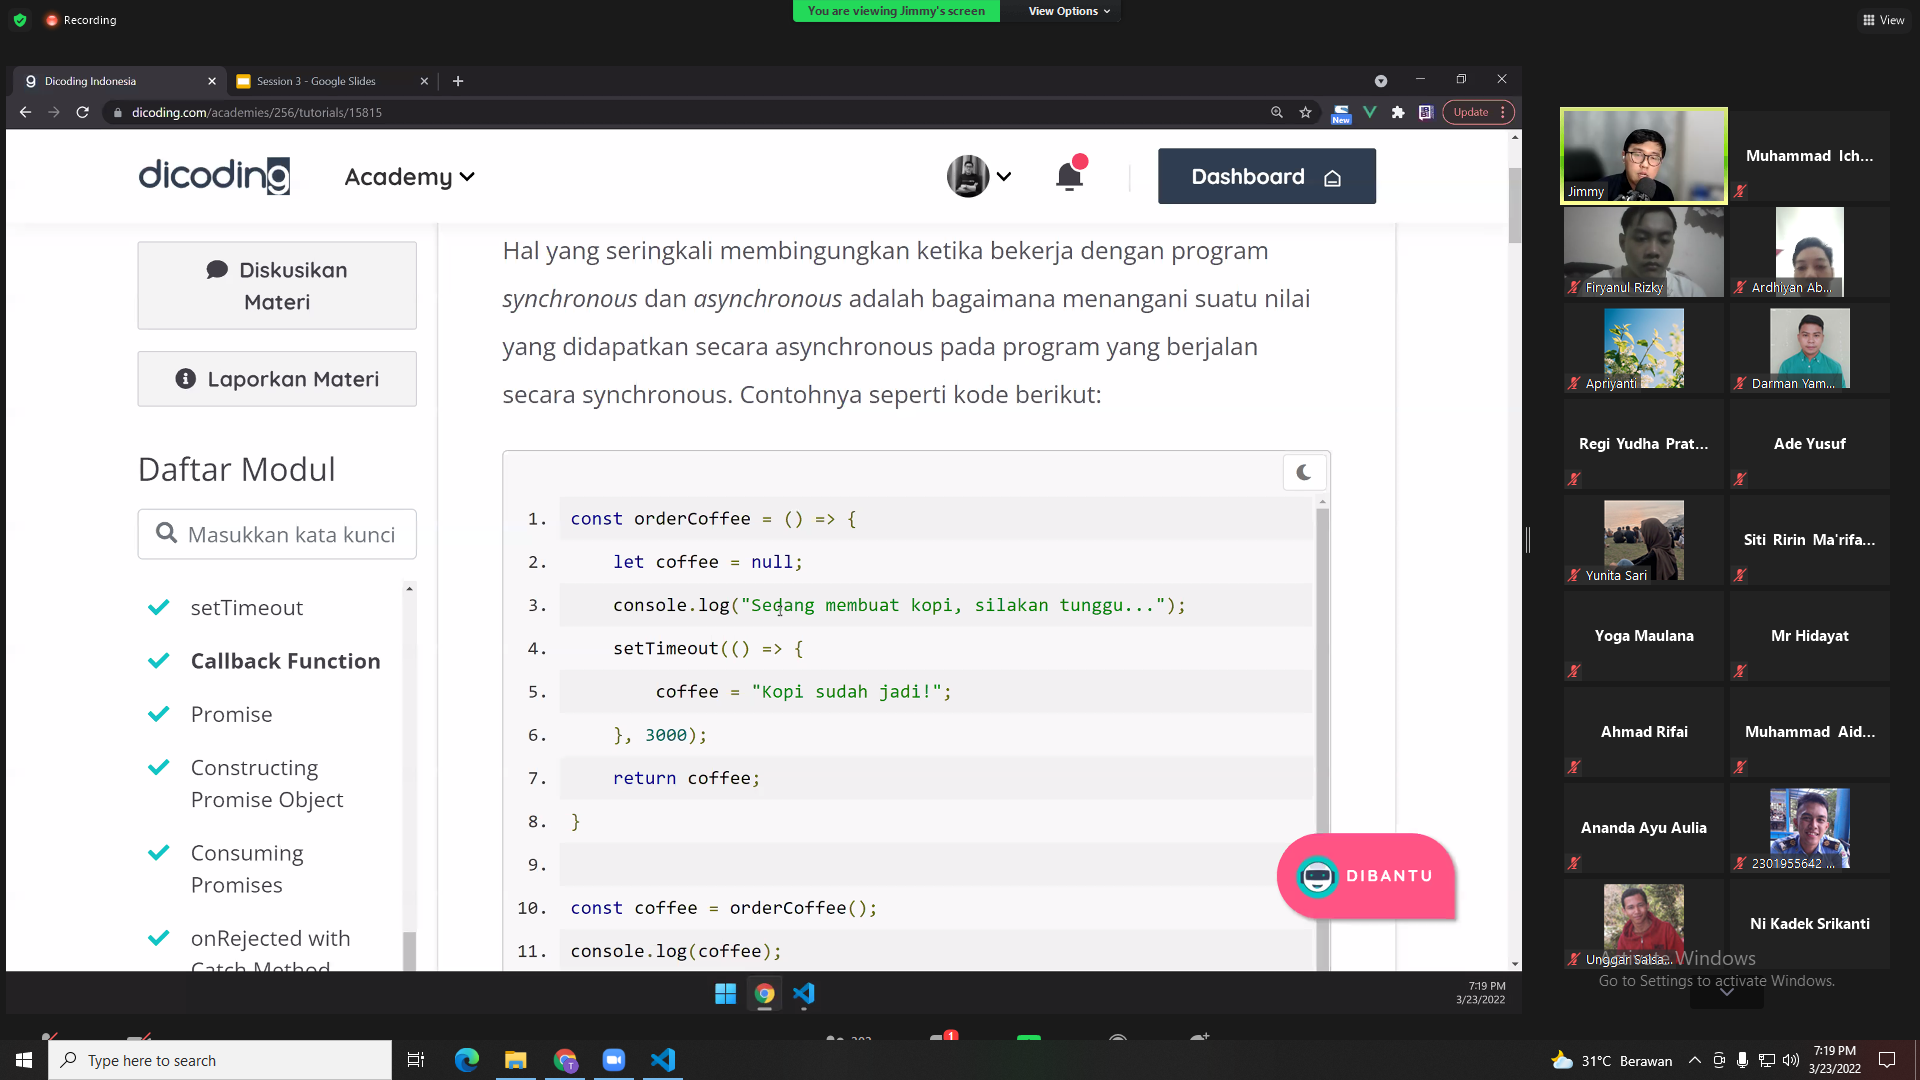 Recording
You are viewing Jimmy's screen
View Options
View
Dicoding Indonesia
Session 3 - Google Slides
dicoding.com/academies/256/tutorials/15815
New
Update
dicoding
Academy
Dashboard
Diskusikan
Materi
Laporkan Materi
Daftar Modul
Masukkan kata kunci
setTimeout
Callback Function
Promise
Constructing
Promise Object
Consuming
Promises
onRejected with
Catch Method
Hal yang seringkali membingungkan ketika bekerja dengan program
synchronous dan asynchronous adalah bagaimana menangani suatu nilai
yang didapatkan secara asynchronous pada program yang berjalan
secara synchronous. Contohnya seperti kode berikut:
1. const orderCoffee = () => {
2. let coffee = null;
3. console.log("Sedang membuat kopi, silakan tunggu...");
4. setTimeout(() => {
5. coffee = "Kopi sudah jadi!";
6. }, 3000);
7. return coffee;
8. }
9.
10. const coffee = orderCoffee();
11. console.log(coffee);
DIBANTU
7:19 PM
3/23/2022
Jimmy
Muhammad Ich...
Firyanul Rizky
Ardhiyan Ab...
Apriyanti
Darman Yam...
Regi Yudha Prat...
Ade Yusuf
Yunita Sari
Siti Ririn Ma'rifa...
Yoga Maulana
Mr Hidayat
Ahmad Rifai
Muhammad Aid...
Ananda Ayu Aulia
2301955642 ...
Unggan Salsa...
Ni Kadek Srikanti
Activate Windows
Go to Settings to activate Windows.
1
Type here to search
31°C Berawan
7:19 PM
3/23/2022